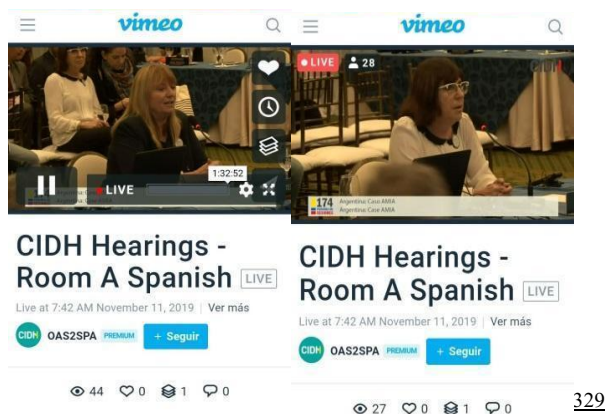 vimeo
1:32:52
LIVE
CIDH Hearings -
Room A Spanish LIVE
Live at 7:42 AM November 11, 2019 | Ver más
CIDH OAS2SPA PREMIUM + Seguir
44 0 1 0
vimeo
LIVE 28
174 Argentina: Caso AMIA
Argentina: Case AMIA
CIDH Hearings -
Room A Spanish LIVE
Live at 7:42 AM November 11, 2019 | Ver más
CIDH OAS2SPA PREMIUM + Seguir
27 0 1 0
329